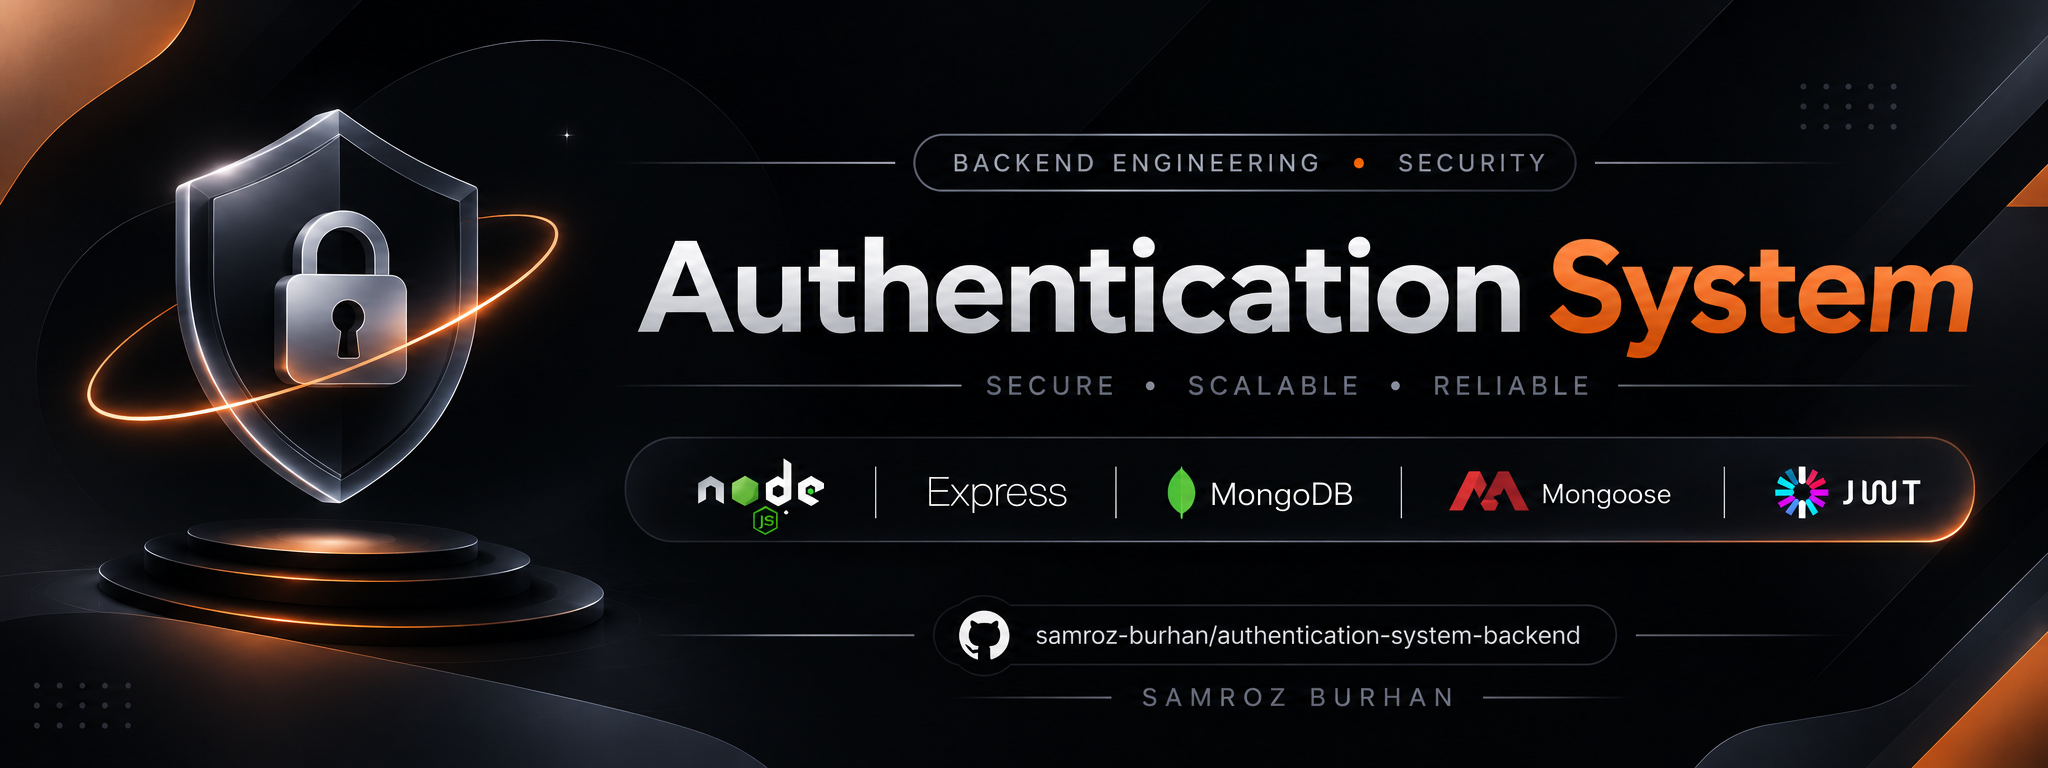 BACKEND ENGINEERING • SECURITY
Authentication System
SECURE • SCALABLE • RELIABLE
node JS | Express | MongoDB | Mongoose | JWT
samroz-burhan/authentication-system-backend
SAMROZ BURHAN